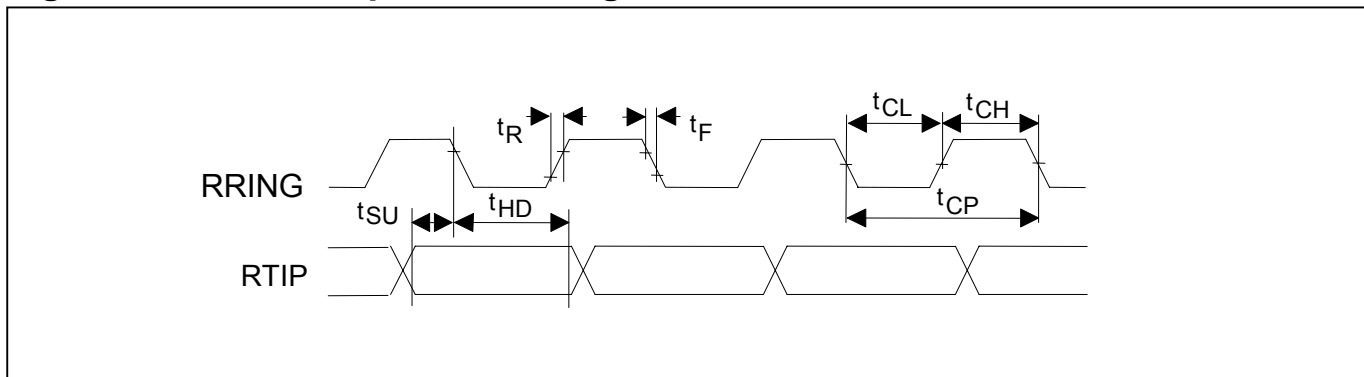 tCL tCH
tR tF
RRING
tCP
tSU tHD
RTIP